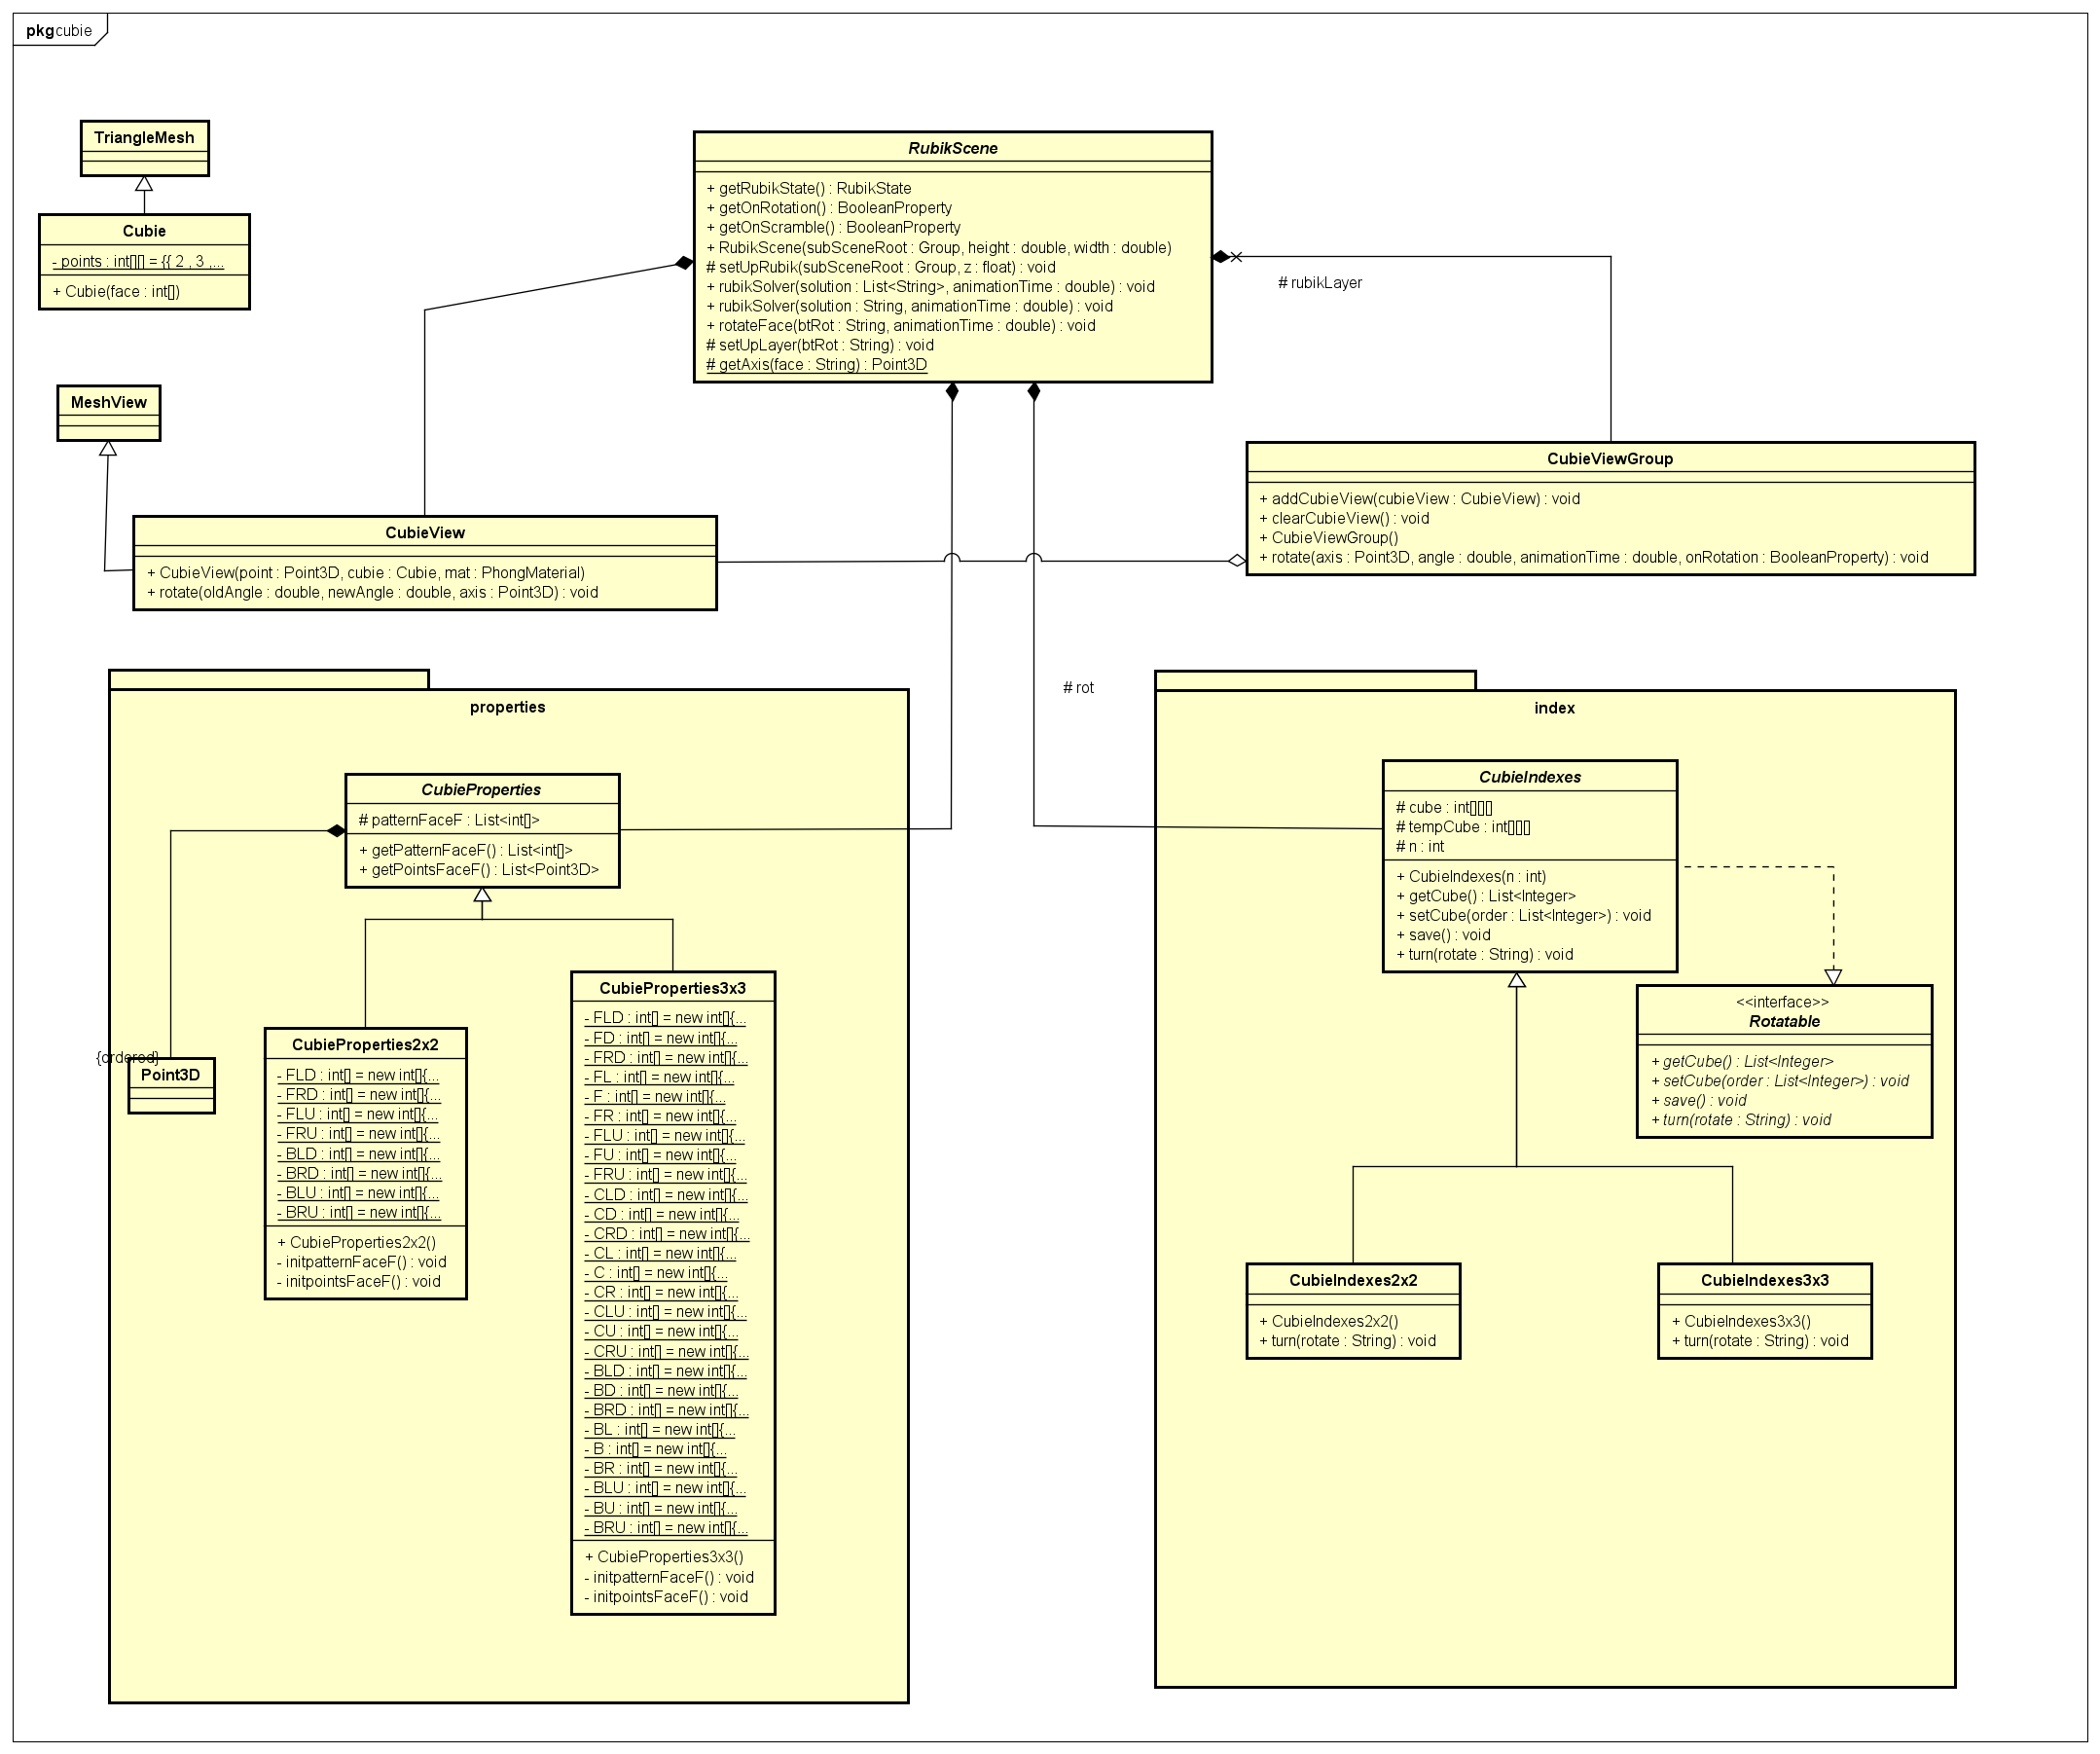 pkg cubie
TriangleMesh
Cubie
- points : int[][] = {{ 2 , 3 ,...
+ Cubie(face : int[])
RubikScene
+ getRubikState() : RubikState
+ getOnRotation() : BooleanProperty
+ getOnScramble() : BooleanProperty
+ RubikScene(subSceneRoot : Group, height : double, width : double)
# setUpRubik(subSceneRoot : Group, z : float) : void
+ rubikSolver(solution : List<String>, animationTime : double) : void
+ rubikSolver(solution : String, animationTime : double) : void
+ rotateFace(btRot : String, animationTime : double) : void
# setUpLayer(btRot : String) : void
# getAxis(face : String) : Point3D
# rubikLayer
MeshView
CubieView
+ CubieView(point : Point3D, cubie : Cubie, mat : PhongMaterial)
+ rotate(oldAngle : double, newAngle : double, axis : Point3D) : void
CubieViewGroup
+ addCubieView(cubieView : CubieView) : void
+ clearCubieView() : void
+ CubieViewGroup()
+ rotate(axis : Point3D, angle : double, animationTime : double, onRotation : BooleanProperty) : void
# rot
properties
CubieProperties
# patternFaceF : List<int[]>
+ getPatternFaceF() : List<int[]>
+ getPointsFaceF() : List<Point3D>
{ordered}
Point3D
CubieProperties2x2
- FLD : int[] = new int[]{...
- FRD : int[] = new int[]{...
- FLU : int[] = new int[]{...
- FRU : int[] = new int[]{...
- BLD : int[] = new int[]{...
- BRD : int[] = new int[]{...
- BLU : int[] = new int[]{...
- BRU : int[] = new int[]{...
+ CubieProperties2x2()
- initpatternFaceF() : void
- initpointsFaceF() : void
CubieProperties3x3
- FLD : int[] = new int[]{...
- FD : int[] = new int[]{...
- FRD : int[] = new int[]{...
- FL : int[] = new int[]{...
- F : int[] = new int[]{...
- FR : int[] = new int[]{...
- FLU : int[] = new int[]{...
- FU : int[] = new int[]{...
- FRU : int[] = new int[]{...
- CLD : int[] = new int[]{...
- CD : int[] = new int[]{...
- CRD : int[] = new int[]{...
- CL : int[] = new int[]{...
- C : int[] = new int[]{...
- CR : int[] = new int[]{...
- CLU : int[] = new int[]{...
- CU : int[] = new int[]{...
- CRU : int[] = new int[]{...
- BLD : int[] = new int[]{...
- BD : int[] = new int[]{...
- BRD : int[] = new int[]{...
- BL : int[] = new int[]{...
- B : int[] = new int[]{...
- BR : int[] = new int[]{...
- BLU : int[] = new int[]{...
- BU : int[] = new int[]{...
- BRU : int[] = new int[]{...
+ CubieProperties3x3()
- initpatternFaceF() : void
- initpointsFaceF() : void
index
CubieIndexes
# cube : int[][][]
# tempCube : int[][][]
# n : int
+ CubieIndexes(n : int)
+ getCube() : List<Integer>
+ setCube(order : List<Integer>) : void
+ save() : void
+ turn(rotate : String) : void
<<interface>>
Rotatable
+ getCube() : List<Integer>
+ setCube(order : List<Integer>) : void
+ save() : void
+ turn(rotate : String) : void
CubieIndexes2x2
+ CubieIndexes2x2()
+ turn(rotate : String) : void
CubieIndexes3x3
+ CubieIndexes3x3()
+ turn(rotate : String) : void